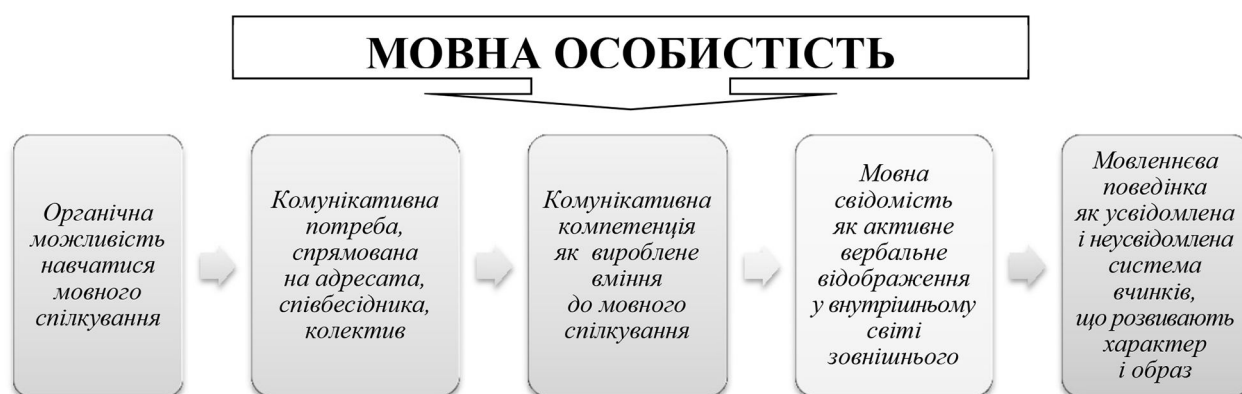 МОВНА ОСОБИСТІСТЬ
Органічна
можливість
навчатися
мовного
спілкування
Комунікативна
потреба,
спрямована
на адресата,
співбесідника,
колектив
Комунікативна
компетенція
як вироблене
вміння
до мовного
спілкування
Мовна
свідомість
як активне
вербальне
відображення
у внутрішньому
світі
зовнішнього
Мовленнєва
поведінка
як усвідомлена
і неусвідомлена
система
вчинків,
що розвивають
характер
і образ